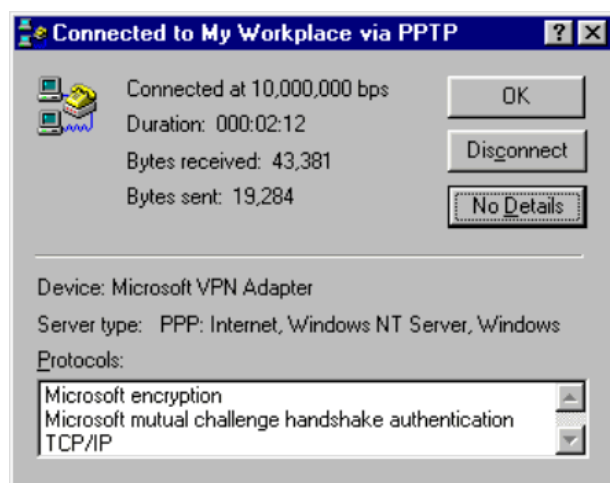 Connected to My Workplace via PPTP
Connected at 10,000,000 bps
Duration: 000:02:12
Bytes received: 43,381
Bytes sent: 19,284
OK
Disconnect
No Details
Device: Microsoft VPN Adapter
Server type: PPP: Internet, Windows NT Server, Windows
Protocols:
Microsoft encryption
Microsoft mutual challenge handshake authentication
TCP/IP